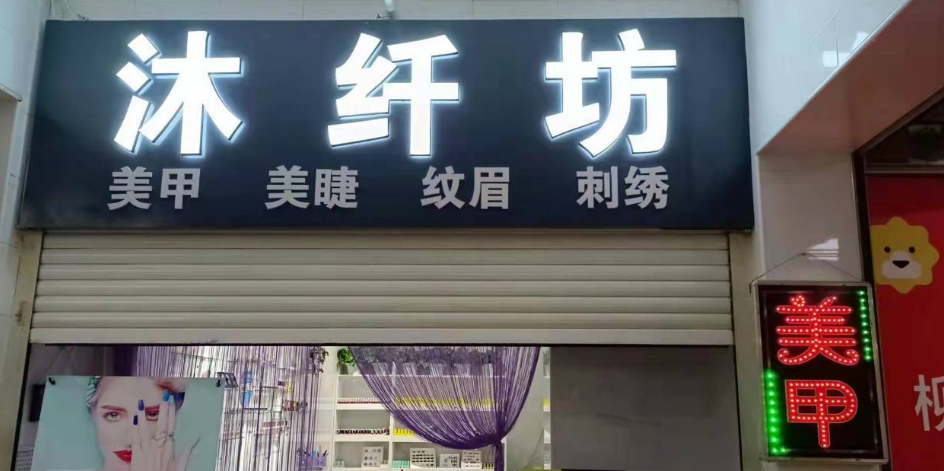 沐纤坊
美甲 美睫 纹眉 刺绣
美甲